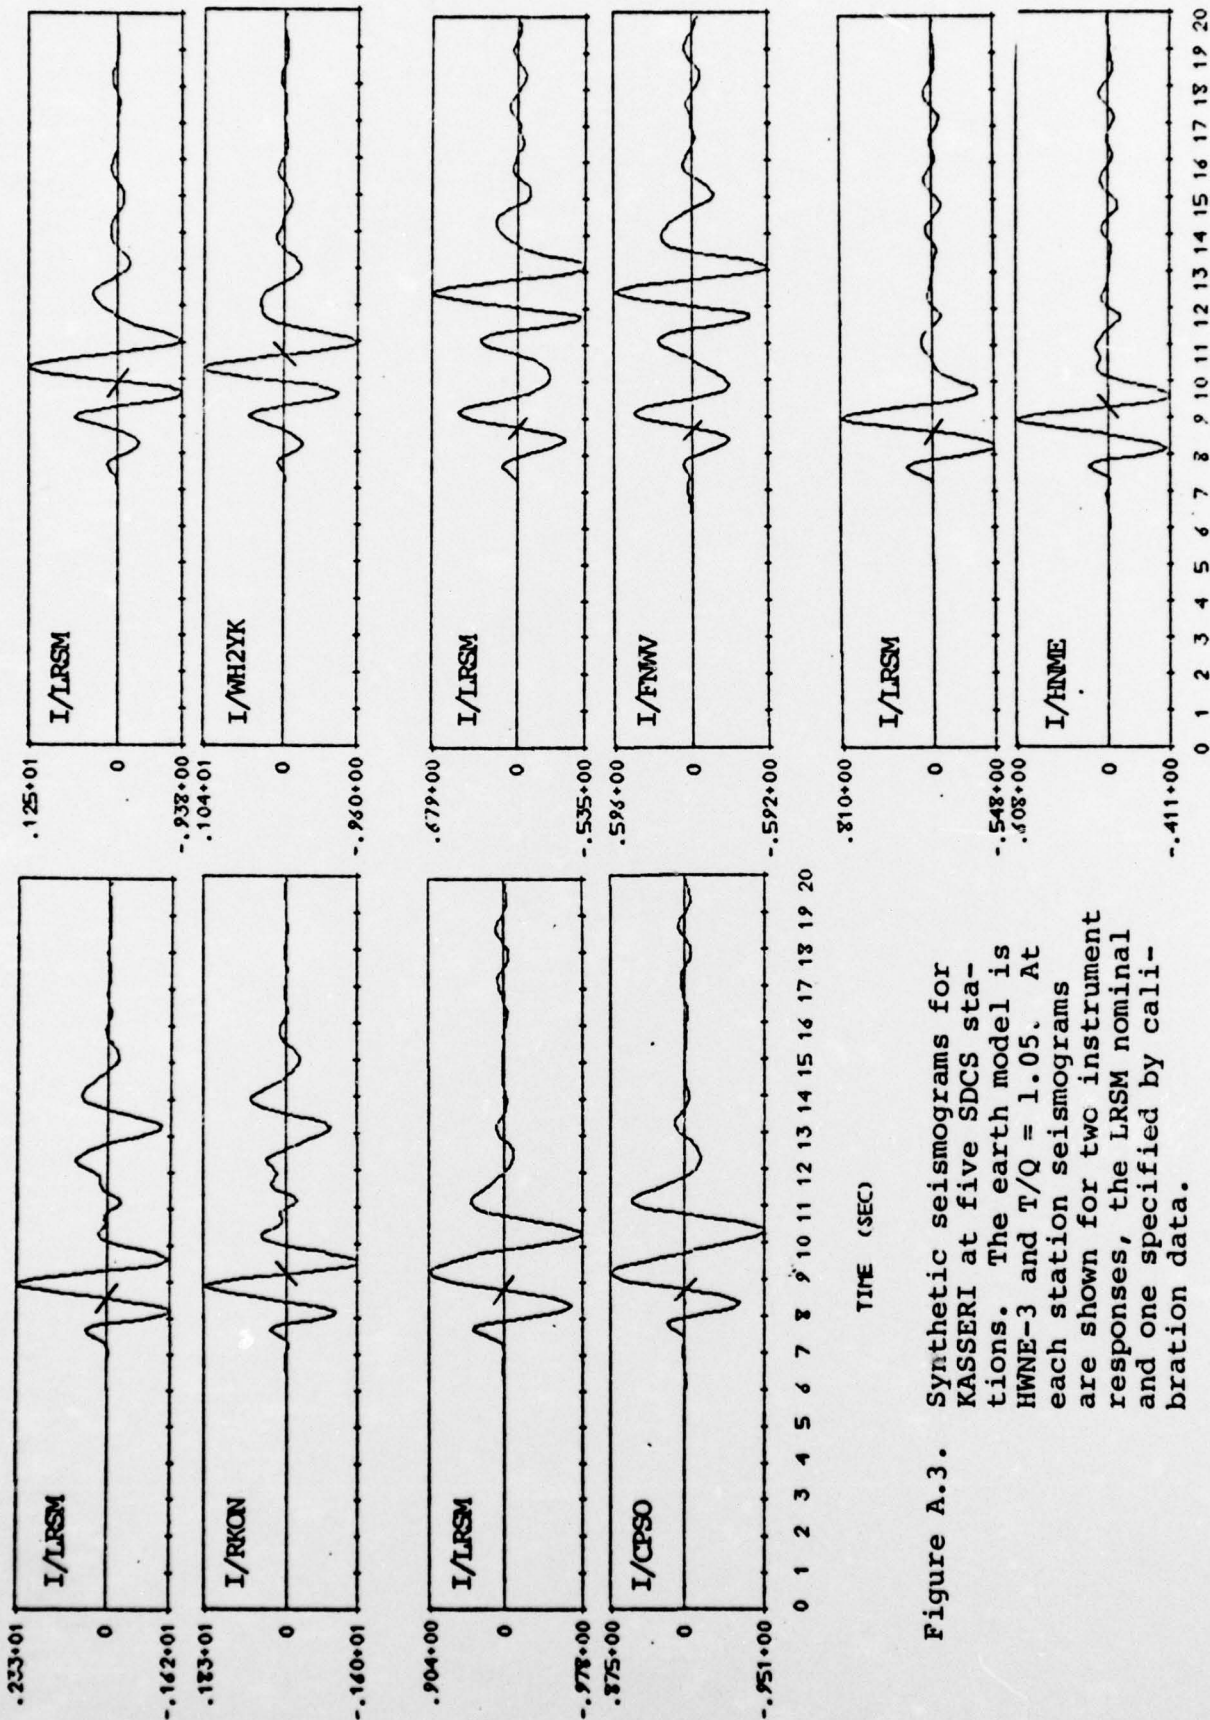 .233+01
I/LRSM
0
-.162+01
.183+01
I/RKON
0
-.160+01
.904+00
I/LRSM
0
-.978+00
.875+00
I/CPSO
0
-.951+00
0 1 2 3 4 5 6 7 8 9 10 11 12 13 14 15 16 17 18 19 20
TIME (SEC)
.125+01
I/LRSM
0
-.938+00
.104+01
I/WH2YK
0
-.960+00
.679+00
I/LRSM
0
-.535+00
.596+00
I/FNWV
0
-.592+00
.810+00
I/LRSM
0
-.548+00
.608+00
I/HNME
0
-.411+00
0 1 2 3 4 5 6 7 8 9 10 11 12 13 14 15 16 17 18 19 20
Figure A.3. Synthetic seismograms for
KASSERI at five SDCS sta-
tions. The earth model is
HWNE-3 and T/Q = 1.05. At
each station seismograms
are shown for two instrument
responses, the LRSM nominal
and one specified by cali-
bration data.